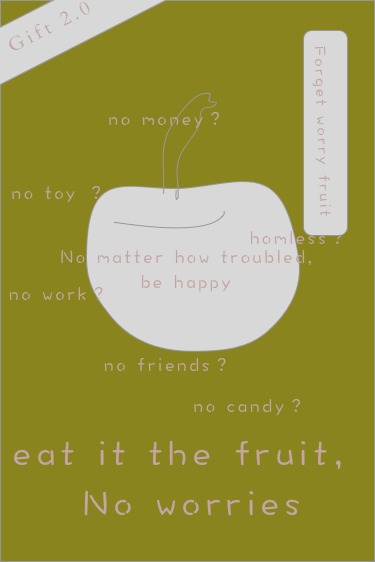 Gift 2.0
Forget worry fruit
no money ?
no toy ?
homless ?
No matter how troubled,
be happy
no work ?
no friends ?
no candy ?
eat it the fruit,
No worries